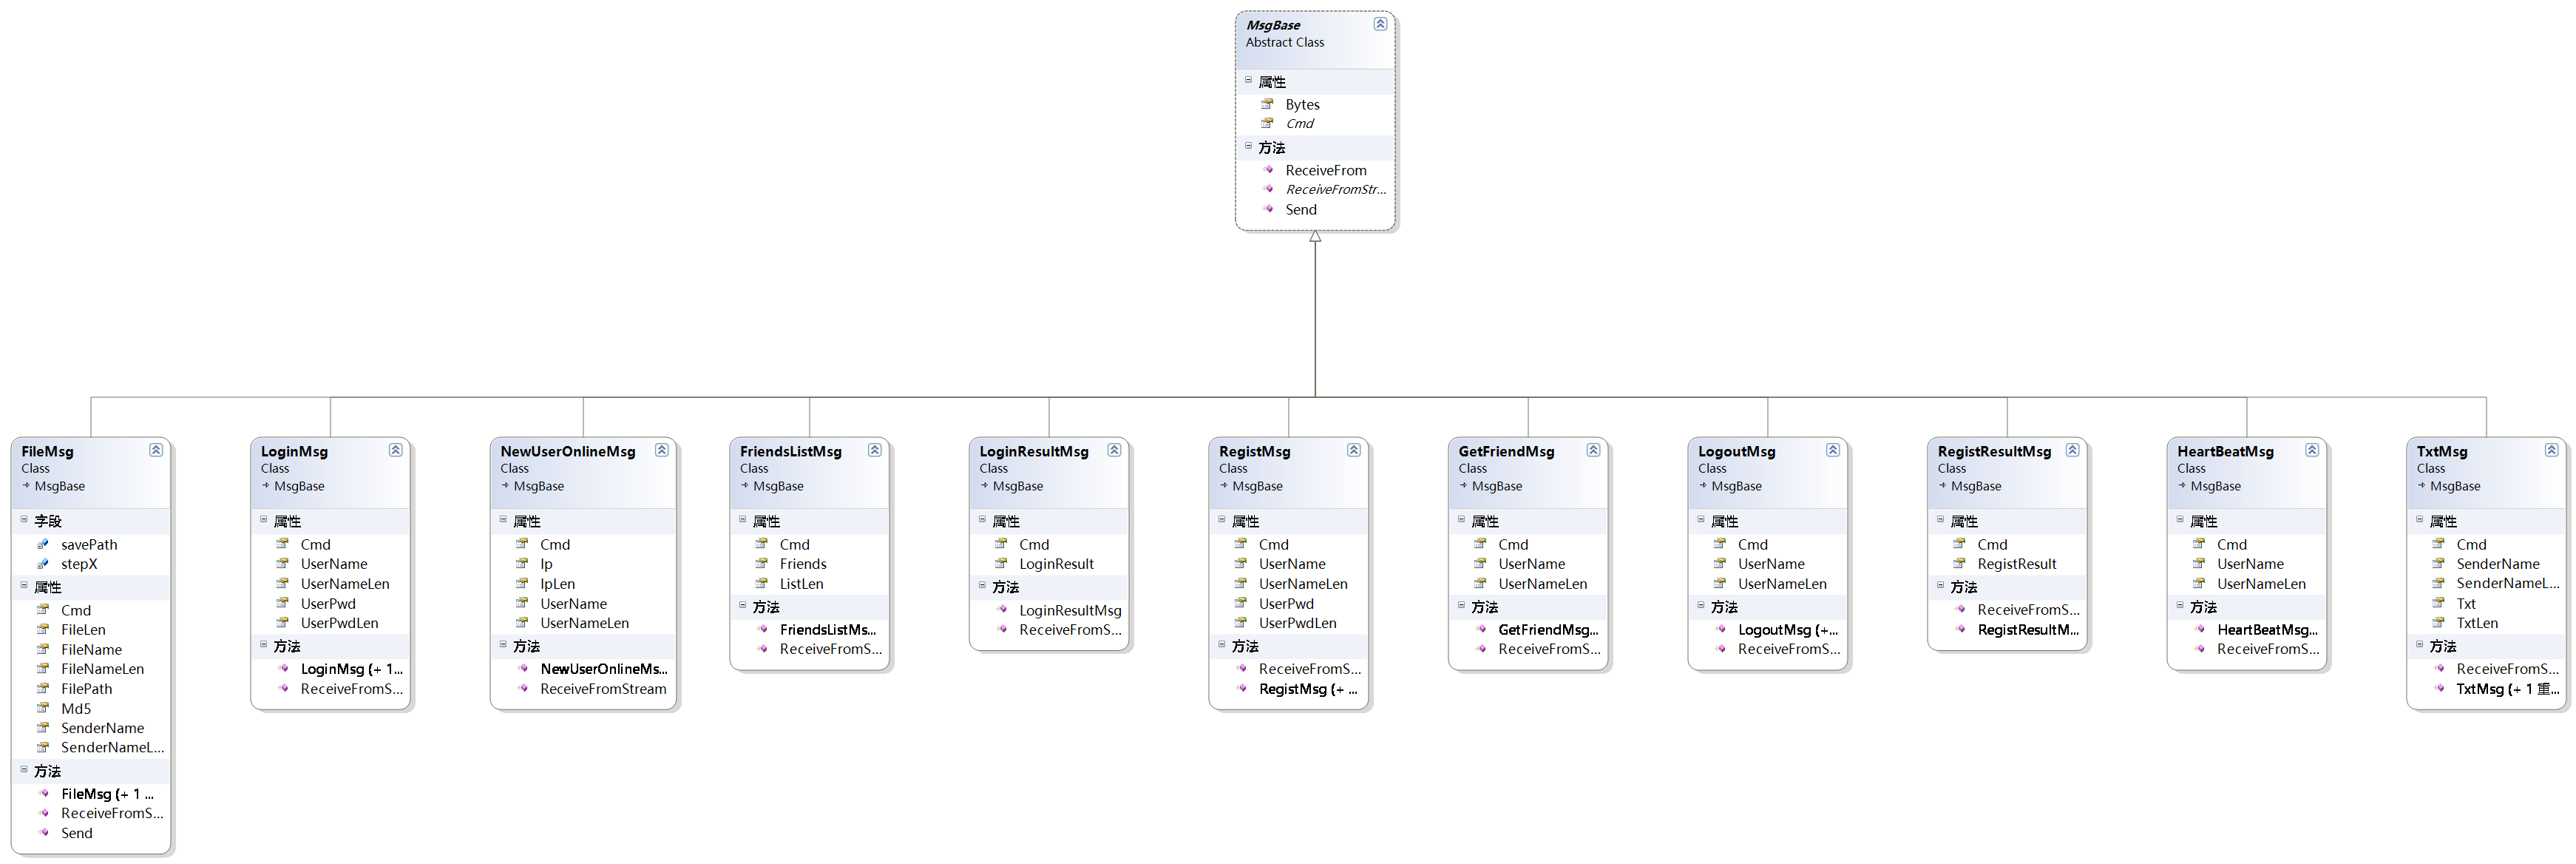 MsgBase
Abstract Class
属性
Bytes
Cmd
方法
ReceiveFrom
ReceiveFromStr...
Send
FileMsg
Class
MsgBase
字段
savePath
stepX
属性
Cmd
FileLen
FileName
FileNameLen
FilePath
Md5
SenderName
SenderNameL...
方法
FileMsg (+ 1 ...
ReceiveFromS...
Send
LoginMsg
Class
MsgBase
属性
Cmd
UserName
UserNameLen
UserPwd
UserPwdLen
方法
LoginMsg (+ 1...
ReceiveFromS...
NewUserOnlineMsg
Class
MsgBase
属性
Cmd
Ip
IpLen
UserName
UserNameLen
方法
NewUserOnlineMs...
ReceiveFromStream
FriendsListMsg
Class
MsgBase
属性
Cmd
Friends
ListLen
方法
FriendsListMs...
ReceiveFromS...
LoginResultMsg
Class
MsgBase
属性
Cmd
LoginResult
方法
LoginResultMsg
ReceiveFromS...
RegistMsg
Class
MsgBase
属性
Cmd
UserName
UserNameLen
UserPwd
UserPwdLen
方法
ReceiveFromS...
RegistMsg (+ ...
GetFriendMsg
Class
MsgBase
属性
Cmd
UserName
UserNameLen
方法
GetFriendMsg...
ReceiveFromS...
LogoutMsg
Class
MsgBase
属性
Cmd
UserName
UserNameLen
方法
LogoutMsg (+...
ReceiveFromS...
RegistResultMsg
Class
MsgBase
属性
Cmd
RegistResult
方法
ReceiveFromS...
RegistResultM...
HeartBeatMsg
Class
MsgBase
属性
Cmd
UserName
UserNameLen
方法
HeartBeatMsg...
ReceiveFromS...
TxtMsg
Class
MsgBase
属性
Cmd
SenderName
SenderNameL...
Txt
TxtLen
方法
ReceiveFromS...
TxtMsg (+ 1 重...